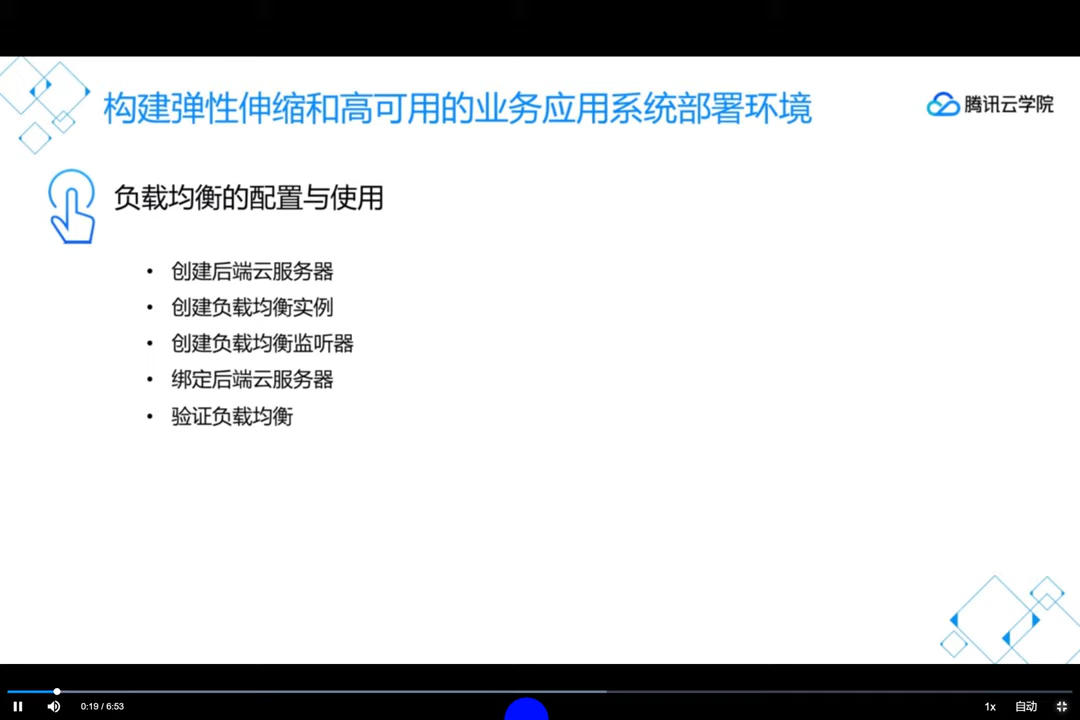 构建弹性伸缩和高可用的业务应用系统部署环境
腾讯云学院
负载均衡的配置与使用
• 创建后端云服务器
• 创建负载均衡实例
• 创建负载均衡监听器
• 绑定后端云服务器
• 验证负载均衡
0:19 / 6:53
1x
自动